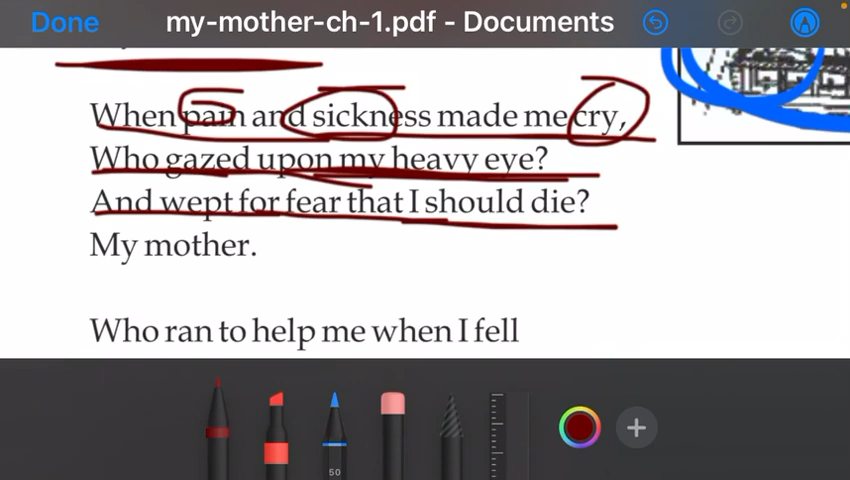 Done my-mother-ch-1.pdf - Documents
When pain and sickness made me cry,
Who gazed upon my heavy eye?
And wept for fear that I should die?
My mother.
Who ran to help me when I fell
50